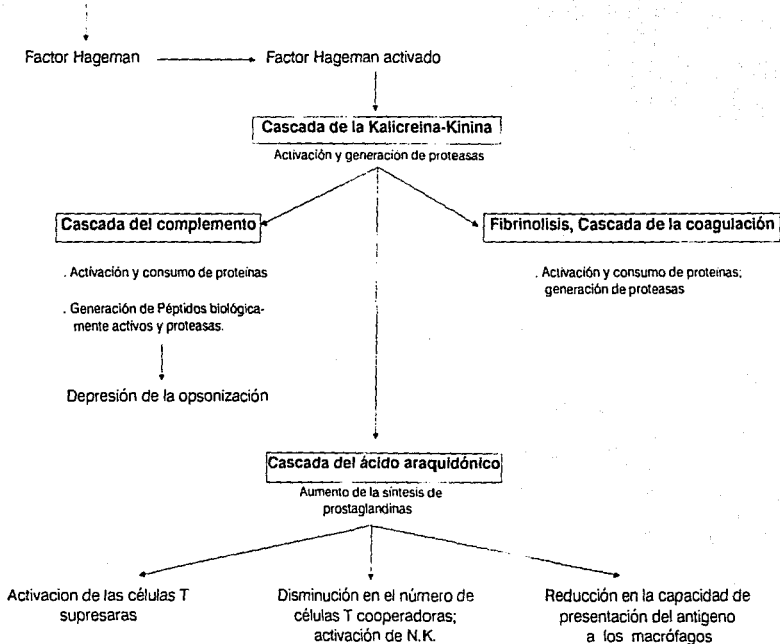 Factor Hageman
Factor Hageman activado
Cascada de la Kalicreina-Kinina
Activación y generación de proteasas
Cascada del complemento
Fibrinolisis, Cascada de la coagulación
. Activación y consumo de proteínas
. Generación de Péptidos biológica-
mente activos y proteasas.
. Activación y consumo de proteinas;
generación de proteasas
Depresión de la opsonización
Cascada del ácido araquidónico
Aumento de la síntesis de
prostaglandinas
Activacion de las células T
supresaras
Disminución en el número de
células T cooperadoras;
activación de N.K.
Reducción en la capacidad de
presentación del antigeno
a los macrófagos